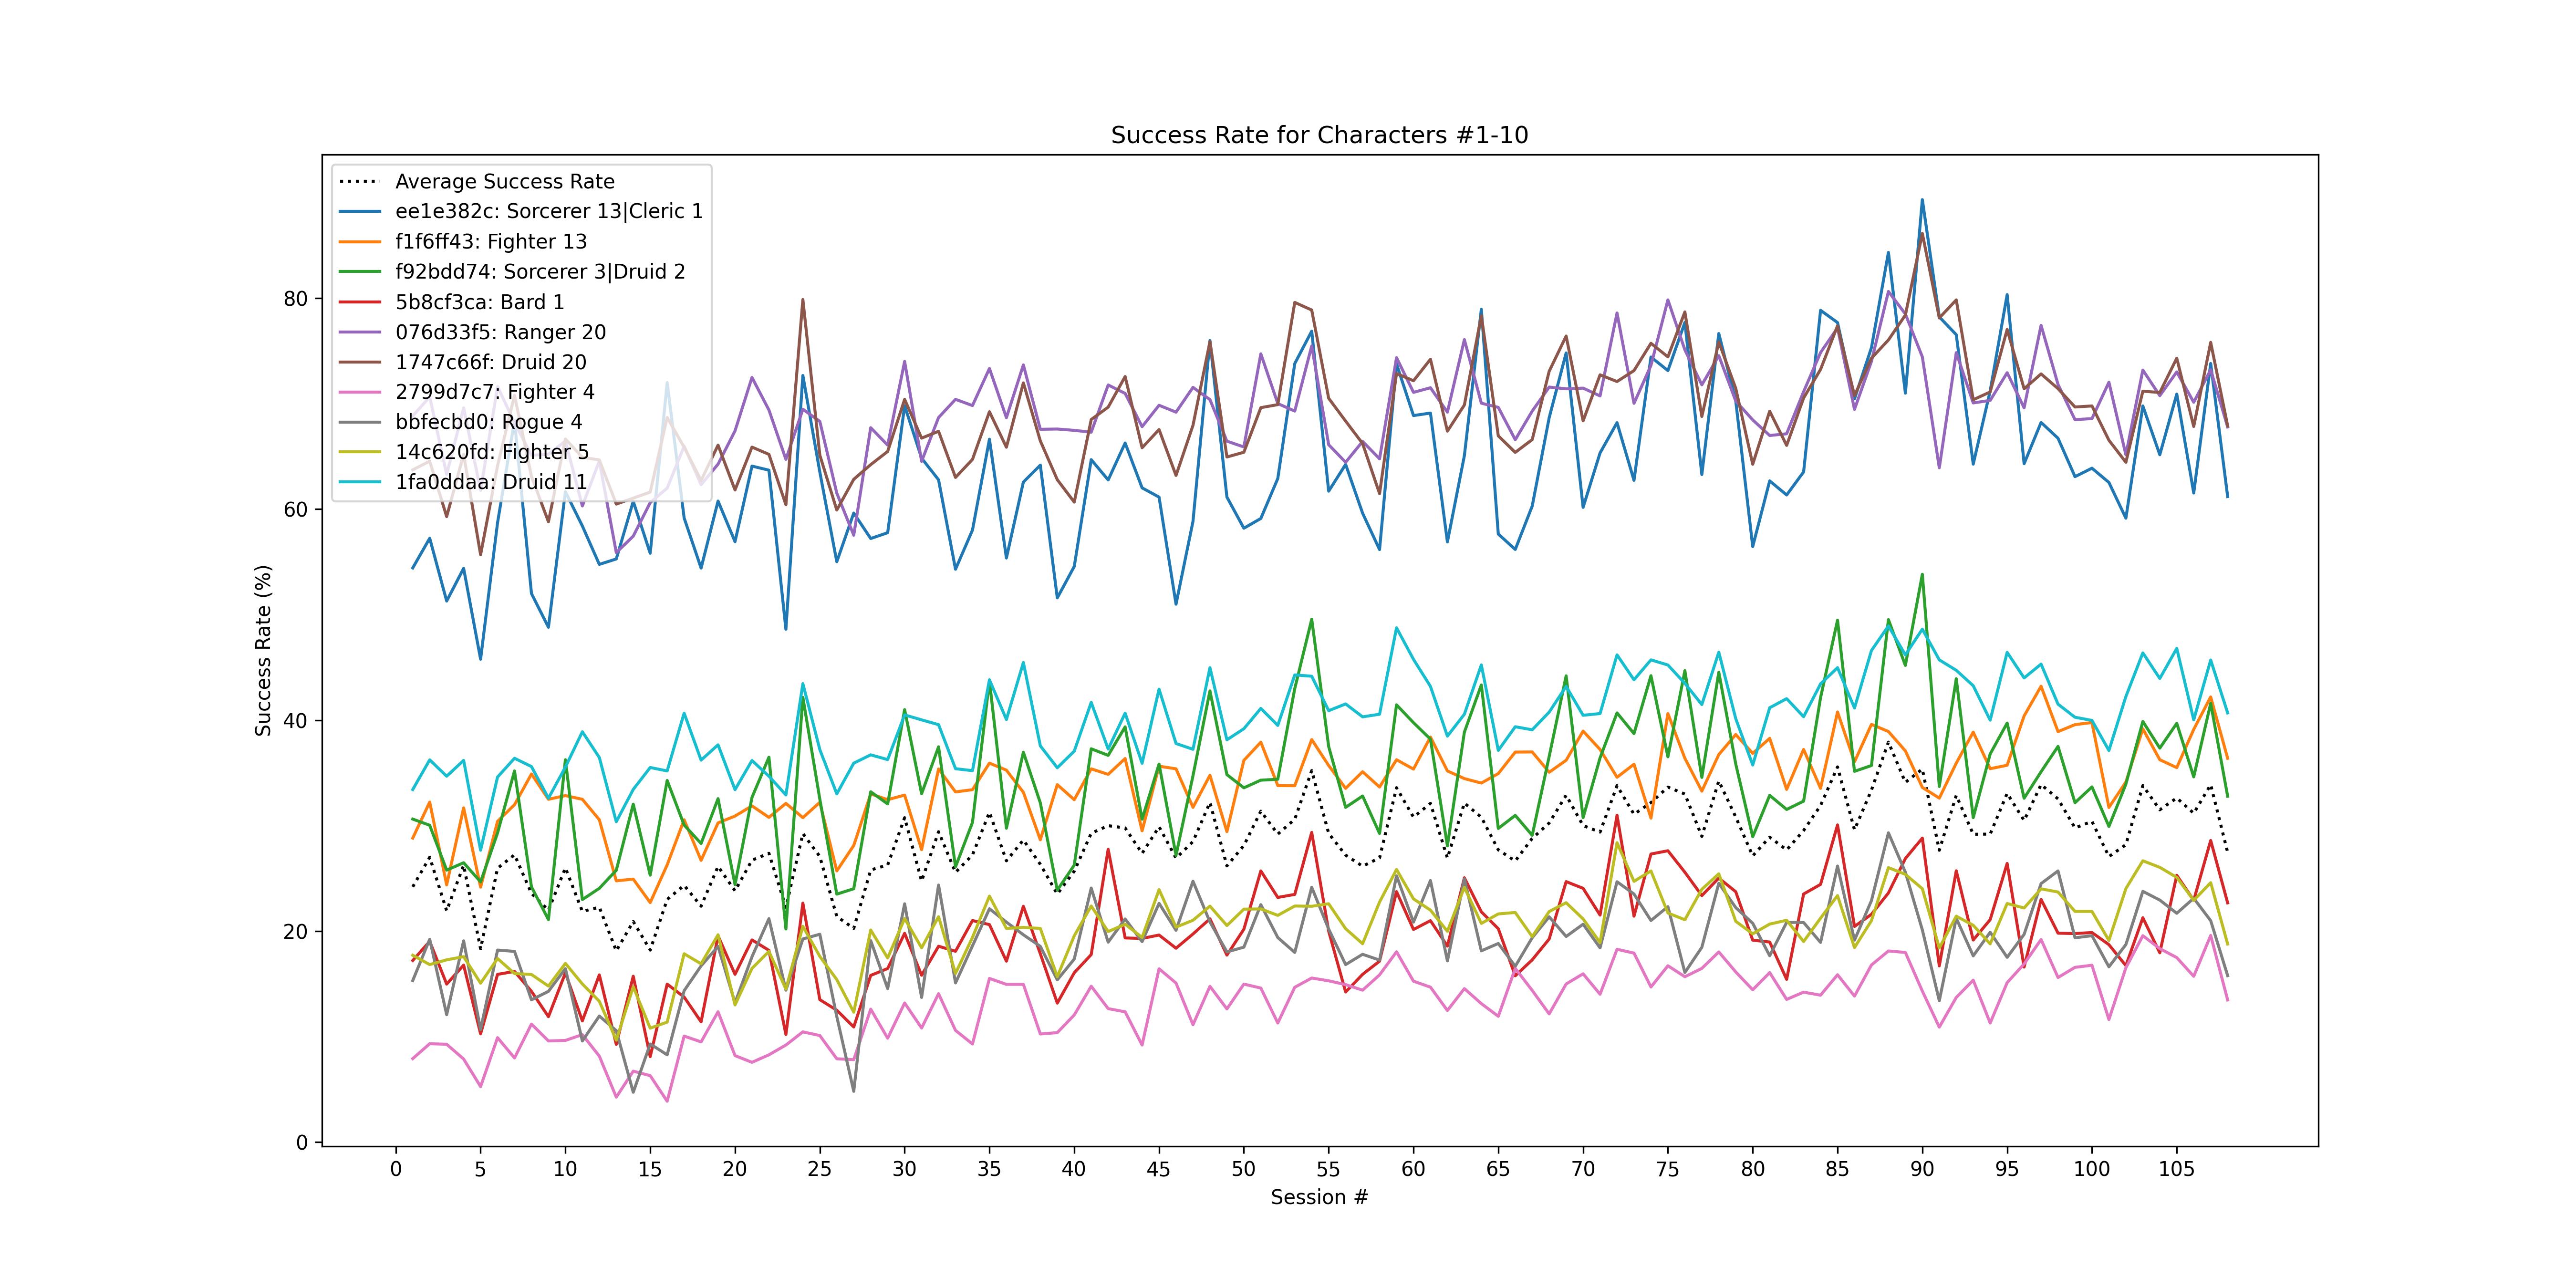 Success Rate for Characters #1-10
Average Success Rate
ee1e382c: Sorcerer 13|Cleric 1
f1f6ff43: Fighter 13
f92bdd74: Sorcerer 3|Druid 2
5b8cf3ca: Bard 1
076d33f5: Ranger 20
1747c66f: Druid 20
2799d7c7: Fighter 4
bbfecbd0: Rogue 4
14c620fd: Fighter 5
1fa0ddaa: Druid 11
80
60
40
20
0
Success Rate (%)
0 5 10 15 20 25 30 35 40 45 50 55 60 65 70 75 80 85 90 95 100 105
Session #